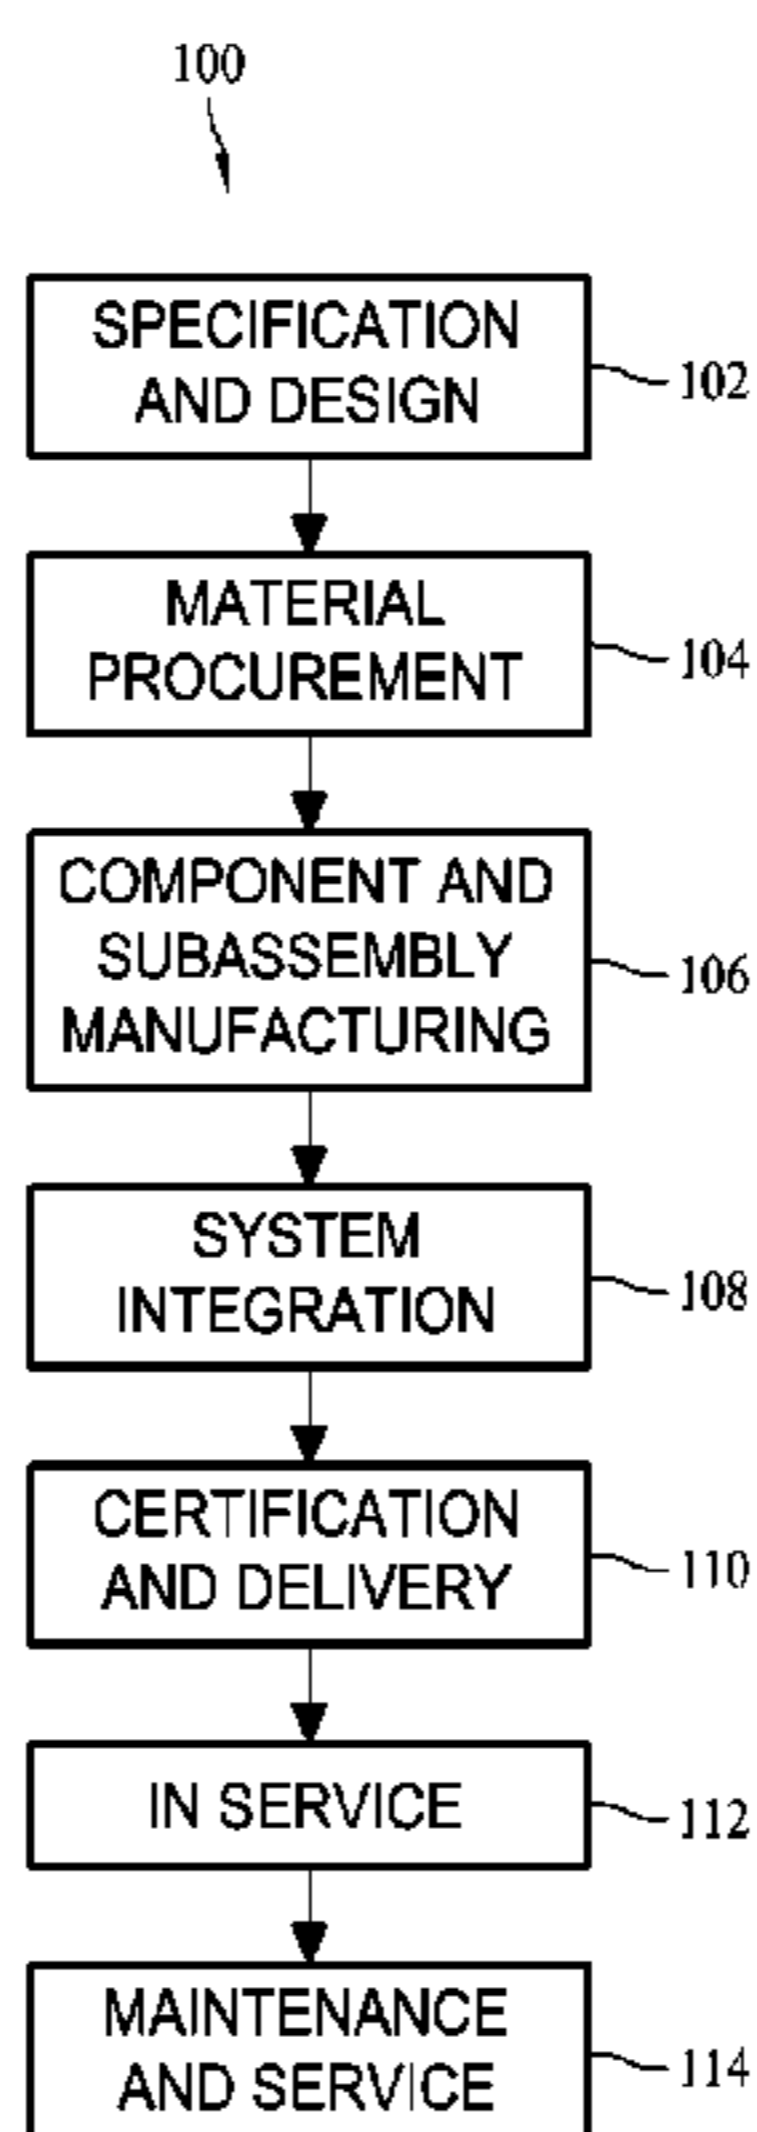 100
SPECIFICATION
AND DESIGN
102
MATERIAL
PROCUREMENT
104
COMPONENT AND
SUBASSEMBLY
MANUFACTURING
106
SYSTEM
INTEGRATION
108
CERTIFICATION
AND DELIVERY
110
IN SERVICE
112
MAINTENANCE
AND SERVICE
114